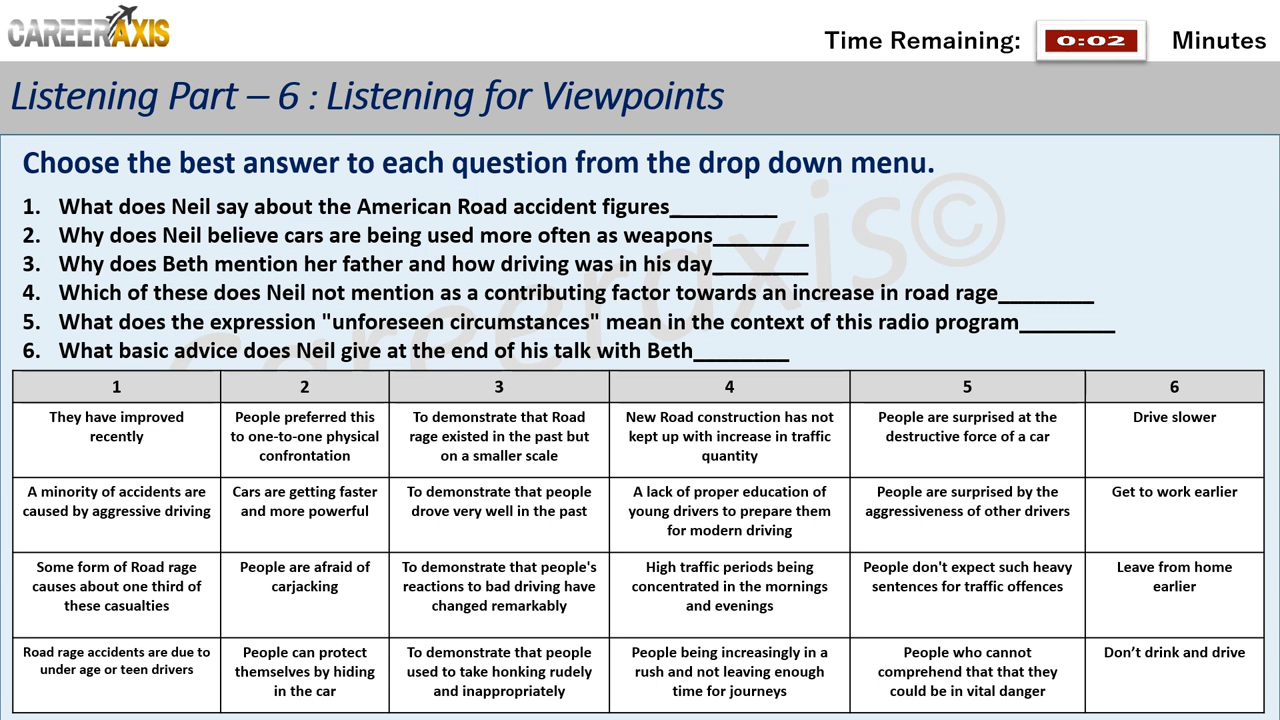 CAREERAXIS
Time Remaining: 0:02 Minutes
Listening Part – 6 : Listening for Viewpoints
Choose the best answer to each question from the drop down menu.
1. What does Neil say about the American Road accident figures_________
2. Why does Neil believe cars are being used more often as weapons________
3. Why does Beth mention her father and how driving was in his day________
4. Which of these does Neil not mention as a contributing factor towards an increase in road rage________
5. What does the expression "unforeseen circumstances" mean in the context of this radio program________
6. What basic advice does Neil give at the end of his talk with Beth________
Careeraxis©
1
2
3
4
5
6
They have improved
recently
People preferred this
to one-to-one physical
confrontation
To demonstrate that Road
rage existed in the past but
on a smaller scale
New Road construction has not
kept up with increase in traffic
quantity
People are surprised at the
destructive force of a car
Drive slower
A minority of accidents are
caused by aggressive driving
Cars are getting faster
and more powerful
To demonstrate that people
drove very well in the past
A lack of proper education of
young drivers to prepare them
for modern driving
People are surprised by the
aggressiveness of other drivers
Get to work earlier
Some form of Road rage
causes about one third of
these casualties
People are afraid of
carjacking
To demonstrate that people's
reactions to bad driving have
changed remarkably
High traffic periods being
concentrated in the mornings
and evenings
People don't expect such heavy
sentences for traffic offences
Leave from home
earlier
Road rage accidents are due to
under age or teen drivers
People can protect
themselves by hiding
in the car
To demonstrate that people
used to take honking rudely
and inappropriately
People being increasingly in a
rush and not leaving enough
time for journeys
People who cannot
comprehend that that they
could be in vital danger
Don't drink and drive